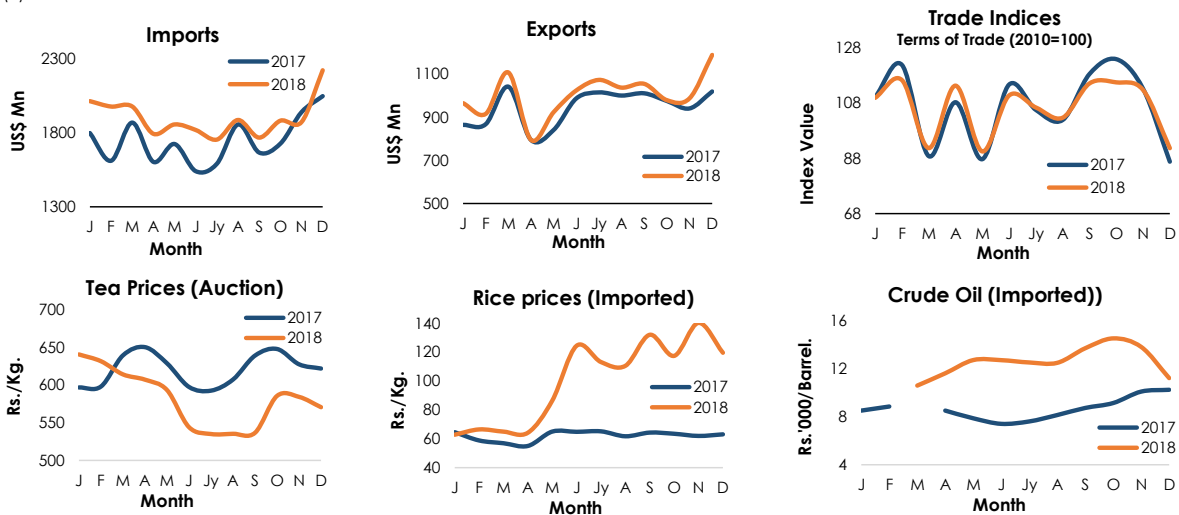 Imports
2300
1800
1300
US$ Mn
2017
2018
J F M A M J Jy A S O N D
Month
Exports
1100
900
700
500
US$ Mn
2017
2018
J F M A M J Jy A S O N D
Month
Trade Indices
Terms of Trade (2010=100)
128
108
88
68
Index Value
2017
2018
J F M A M J Jy A S O N D
Month
Tea Prices (Auction)
700
650
600
550
500
Rs./Kg.
2017
2018
J F M A M J Jy A S O N D
Month
Rice prices (Imported)
140
120
100
80
60
40
Rs./Kg.
2017
2018
J F M A M J Jy A S O N D
Month
Crude Oil (Imported))
16
12
8
4
Rs.'000/Barrel.
2017
2018
J F M A M J Jy A S O N D
Month